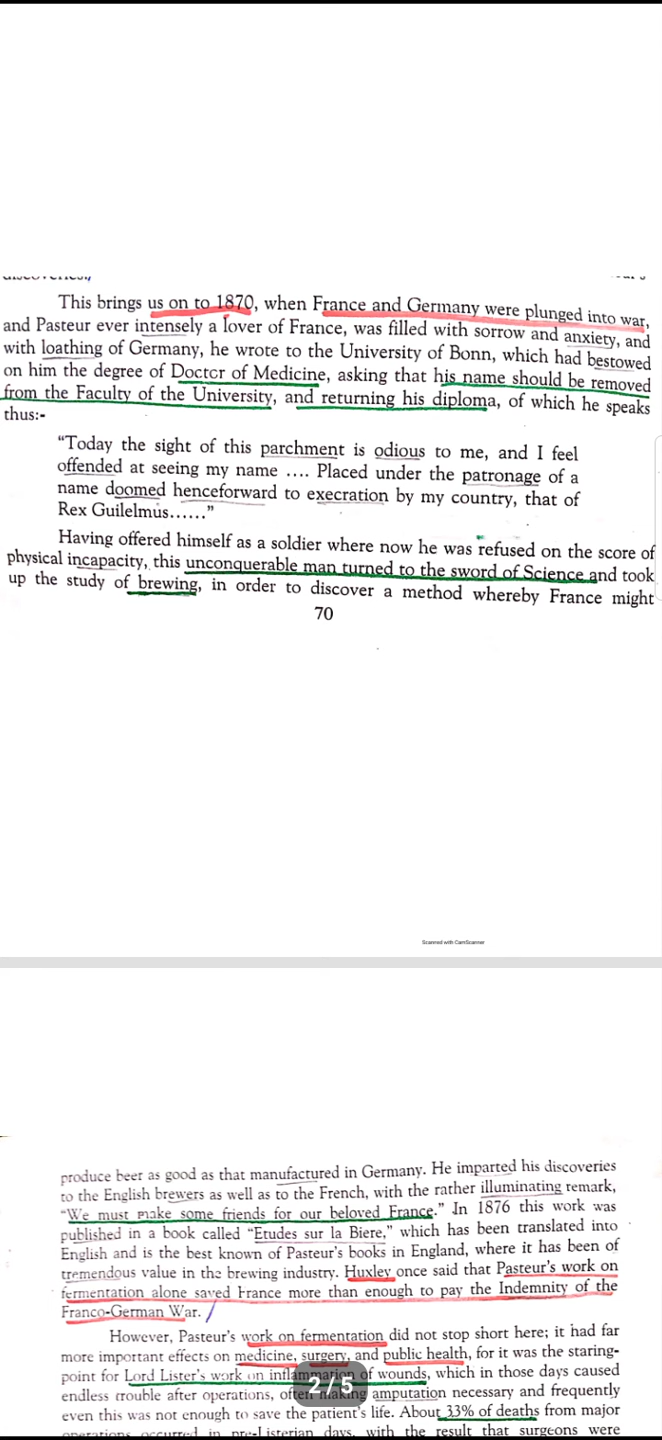 This brings us on to 1870, when France and Germany were plunged into war,
and Pasteur ever intensely a lover of France, was filled with sorrow and anxiety, and
with loathing of Germany, he wrote to the University of Bonn, which had bestowed
on him the degree of Doctor of Medicine, asking that his name should be removed
from the Faculty of the University, and returning his diploma, of which he speaks
thus:-
“Today the sight of this parchment is odious to me, and I feel
offended at seeing my name .... Placed under the patronage of a
name doomed henceforward to execration by my country, that of
Rex Guilelmus......”
Having offered himself as a soldier where now he was refused on the score of
physical incapacity, this unconquerable man turned to the sword of Science and took
up the study of brewing, in order to discover a method whereby France might
70
Scanned with CamScanner
produce beer as good as that manufactured in Germany. He imparted his discoveries
to the English brewers as well as to the French, with the rather illuminating remark,
“We must make some friends for our beloved France.” In 1876 this work was
published in a book called “Etudes sur la Biere,” which has been translated into
English and is the best known of Pasteur's books in England, where it has been of
tremendous value in the brewing industry. Huxley once said that Pasteur's work on
fermentation alone saved France more than enough to pay the Indemnity of the
Franco-German War.
However, Pasteur's work on fermentation did not stop short here; it had far
more important effects on medicine, surgery, and public health, for it was the staring-
point for Lord Lister's work on inflammation of wounds, which in those days caused
endless trouble after operations, often making amputation necessary and frequently
2/5
even this was not enough to save the patient's life. About 33% of deaths from major
operations occurred in pre-Listerian days, with the result that surgeons were